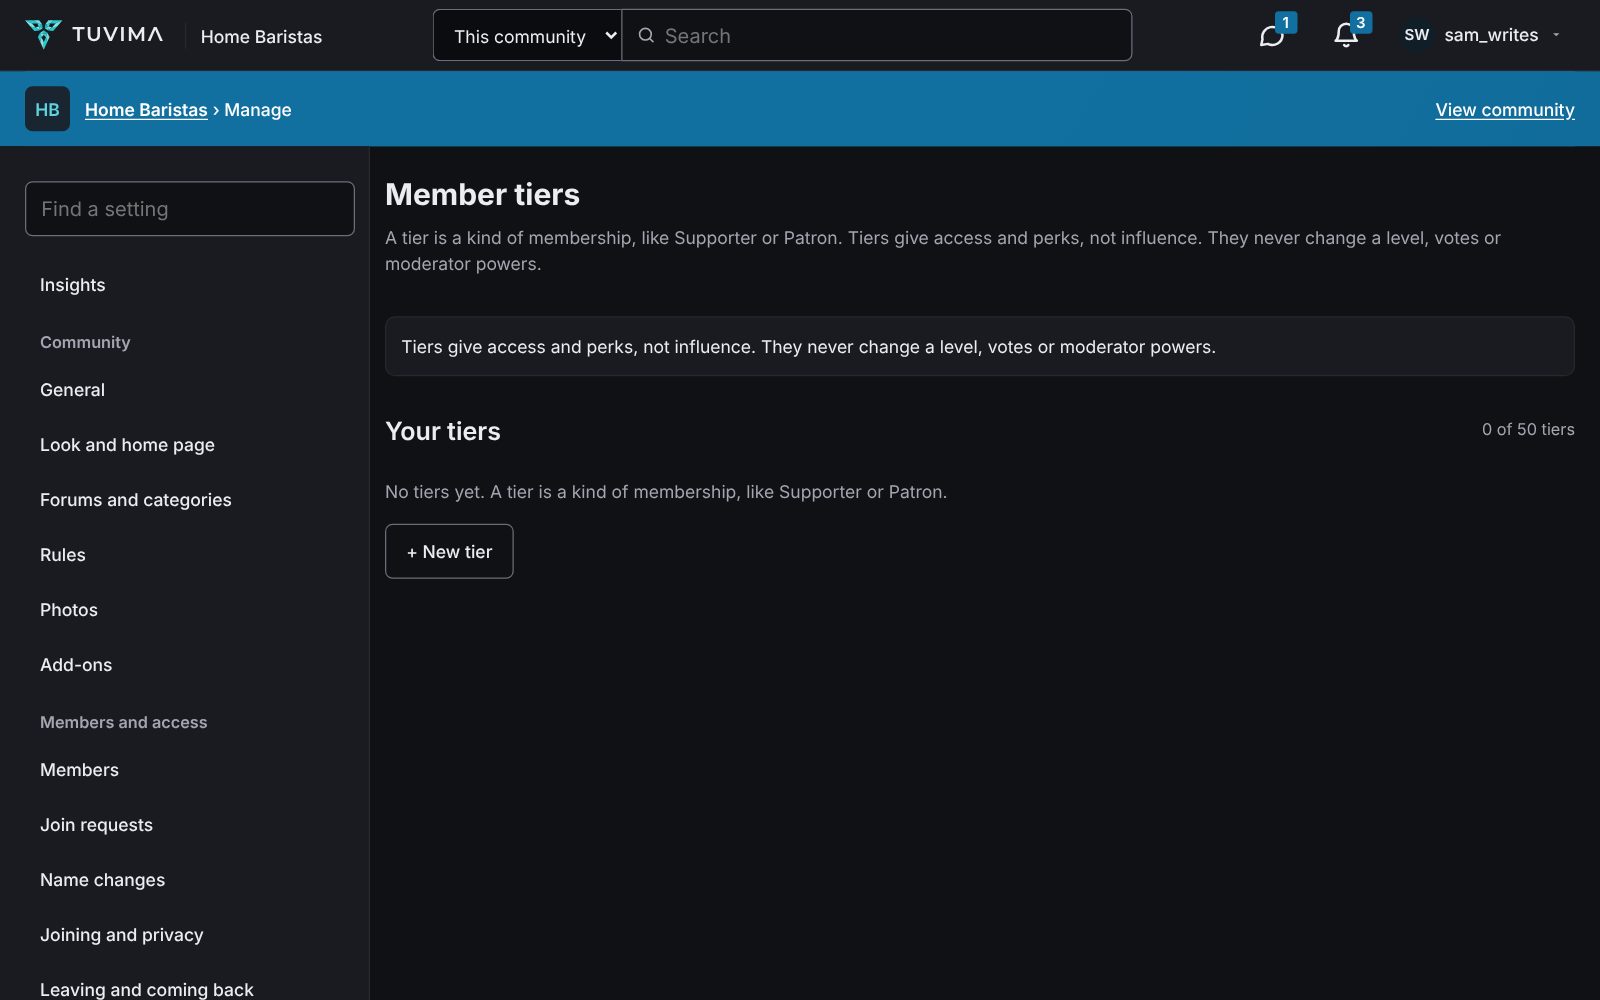 TUVIMA
Home Baristas
This community
Search
1
3
SW
sam_writes
HB
Home Baristas › Manage
View community
Find a setting
Insights
Community
General
Look and home page
Forums and categories
Rules
Photos
Add-ons
Members and access
Members
Join requests
Name changes
Joining and privacy
Leaving and coming back
Member tiers
A tier is a kind of membership, like Supporter or Patron. Tiers give access and perks, not influence. They never change a level, votes or
moderator powers.
Tiers give access and perks, not influence. They never change a level, votes or moderator powers.
Your tiers
0 of 50 tiers
No tiers yet. A tier is a kind of membership, like Supporter or Patron.
+ New tier